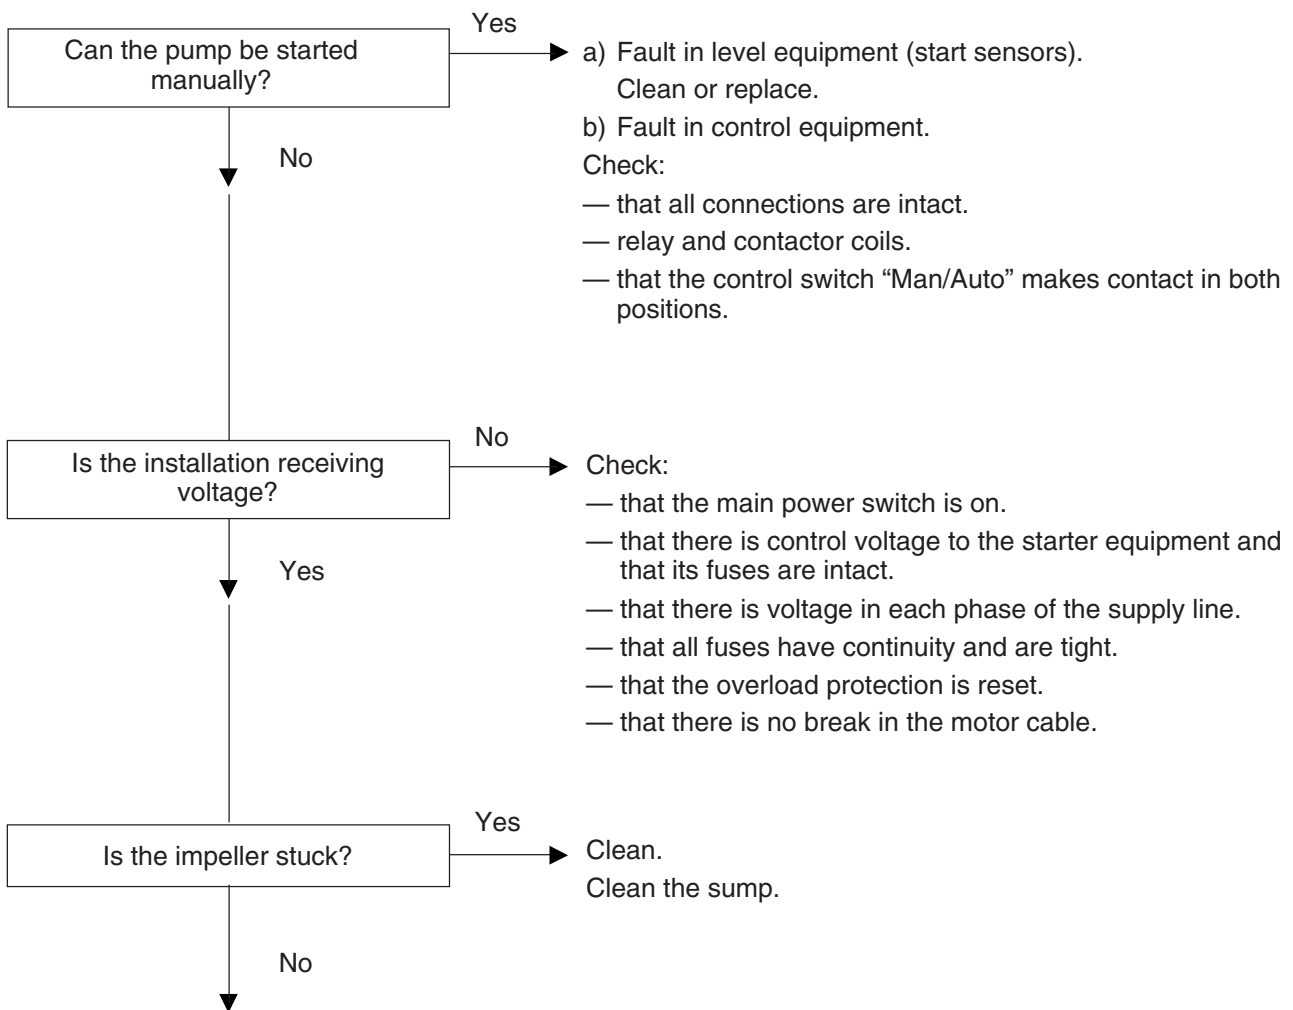 Can the pump be started
manually?
Yes
a) Fault in level equipment (start sensors).
Clean or replace.
b) Fault in control equipment.
Check:
— that all connections are intact.
— relay and contactor coils.
— that the control switch “Man/Auto” makes contact in both
positions.
No
Is the installation receiving
voltage?
No
Check:
— that the main power switch is on.
— that there is control voltage to the starter equipment and
that its fuses are intact.
— that there is voltage in each phase of the supply line.
— that all fuses have continuity and are tight.
— that the overload protection is reset.
— that there is no break in the motor cable.
Yes
Is the impeller stuck?
Yes
Clean.
Clean the sump.
No